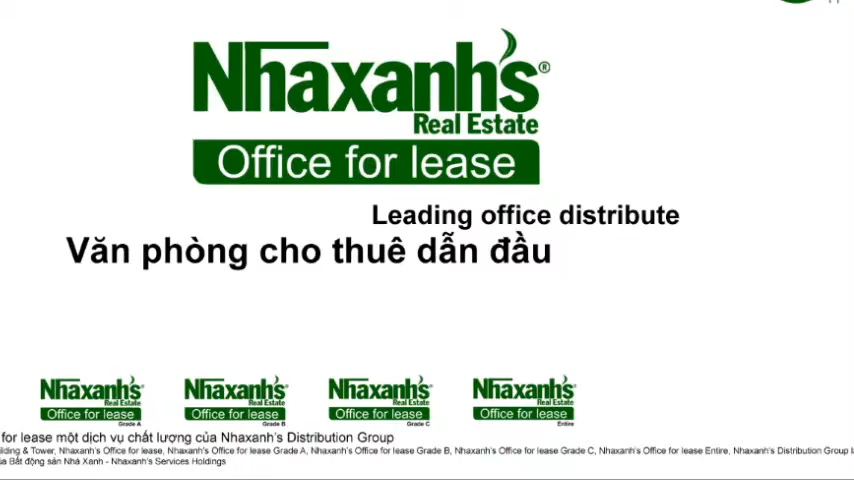 Nhaxanh's®
Real Estate
Office for lease
Leading office distribute
Văn phòng cho thuê dẫn đầu
Nhaxanh's® Nhaxanh's® Nhaxanh's® Nhaxanh's®
Real Estate Real Estate Real Estate Real Estate
Office for lease Office for lease Office for lease Office for lease
Grade A Grade B Grade C Entire
for lease một dịch vụ chất lượng của Nhaxanh's Distribution Group
& Tower, Nhaxanh's Office for lease, Nhaxanh's Office for lease Grade A, Nhaxanh's Office for lease Grade B, Nhaxanh's Office for lease Grade C, Nhaxanh's Office for lease Entire, Nhaxanh's Distribution Group
Bất động sản Nhà Xanh - Nhaxanh's Services Holdings